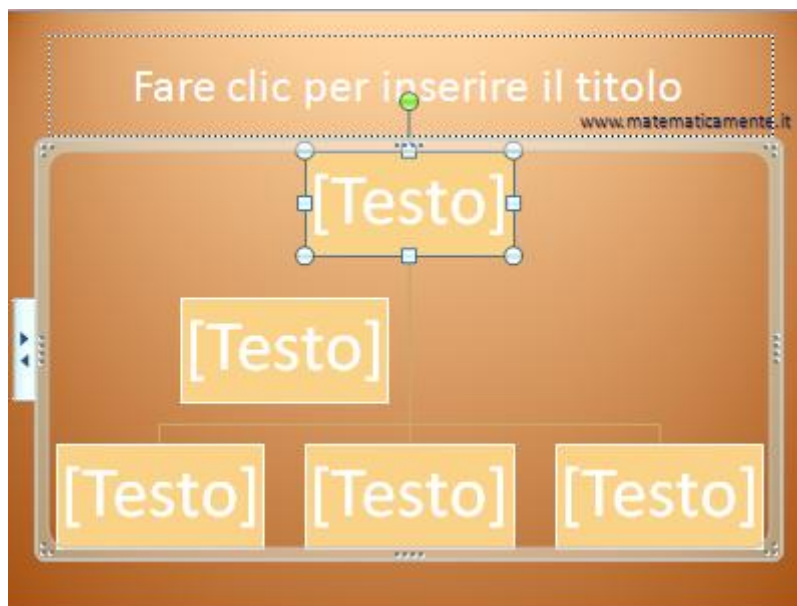 Fare clic per inserire il titolo
www.matematicamente.it
[Testo]
[Testo]
[Testo] [Testo] [Testo]